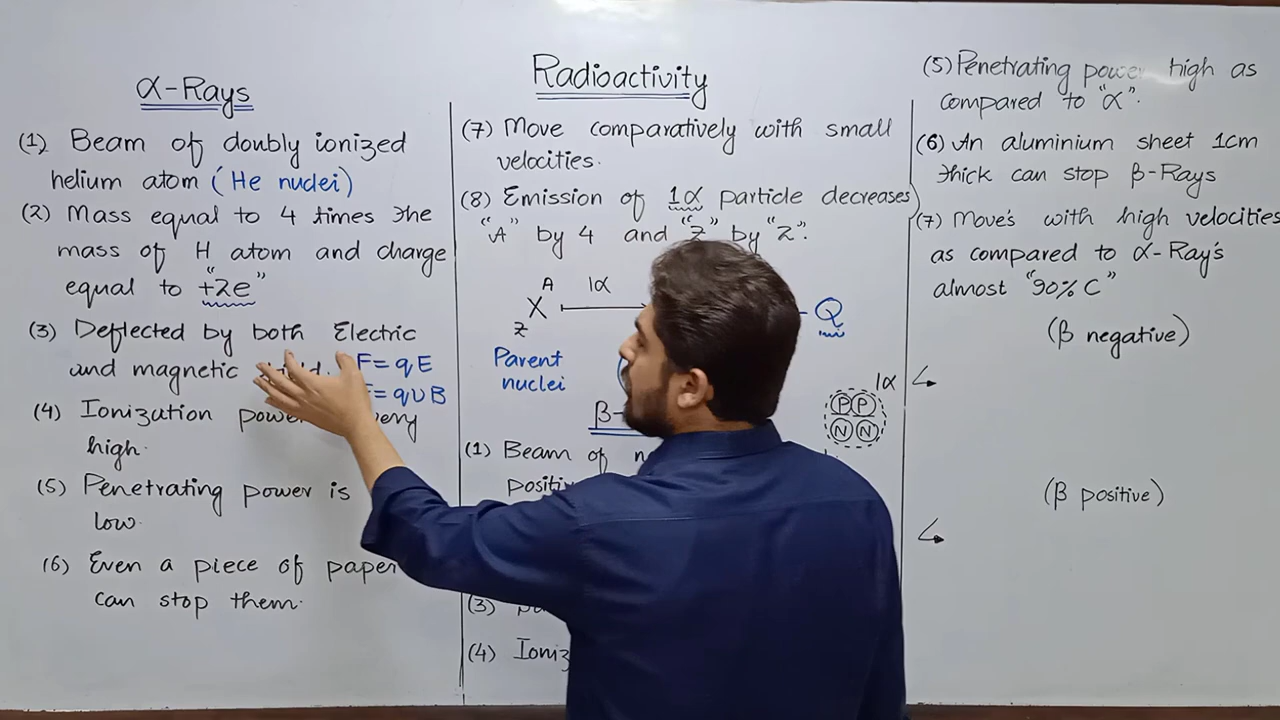 Radioactivity
α-Rays
(1) Beam of doubly ionized
helium atom (He nuclei)
(2) Mass equal to 4 times the
mass of H atom and charge
equal to "+2e"
(3) Deflected by both Electric
and magnetic
F = qE
= qυB
(4) Ionization power
high.
(5) Penetrating power is
low.
(6) Even a piece of paper
can stop them.
(7) Move comparatively with small
velocities.
(8) Emission of 1α particle decreases
"A" by 4 and "Z" by "2".
X A Z
1α
Q
Parent
nuclei
1α
P P
N N
β-
(1) Beam of
(3)
(4)
(5) Penetrating power high as
compared to "α".
(6) An aluminium sheet 1cm
thick can stop β-Rays
(7) Move's with high velocities
as compared to α-Ray's
almost "90% C"
(β negative)
(β positive)